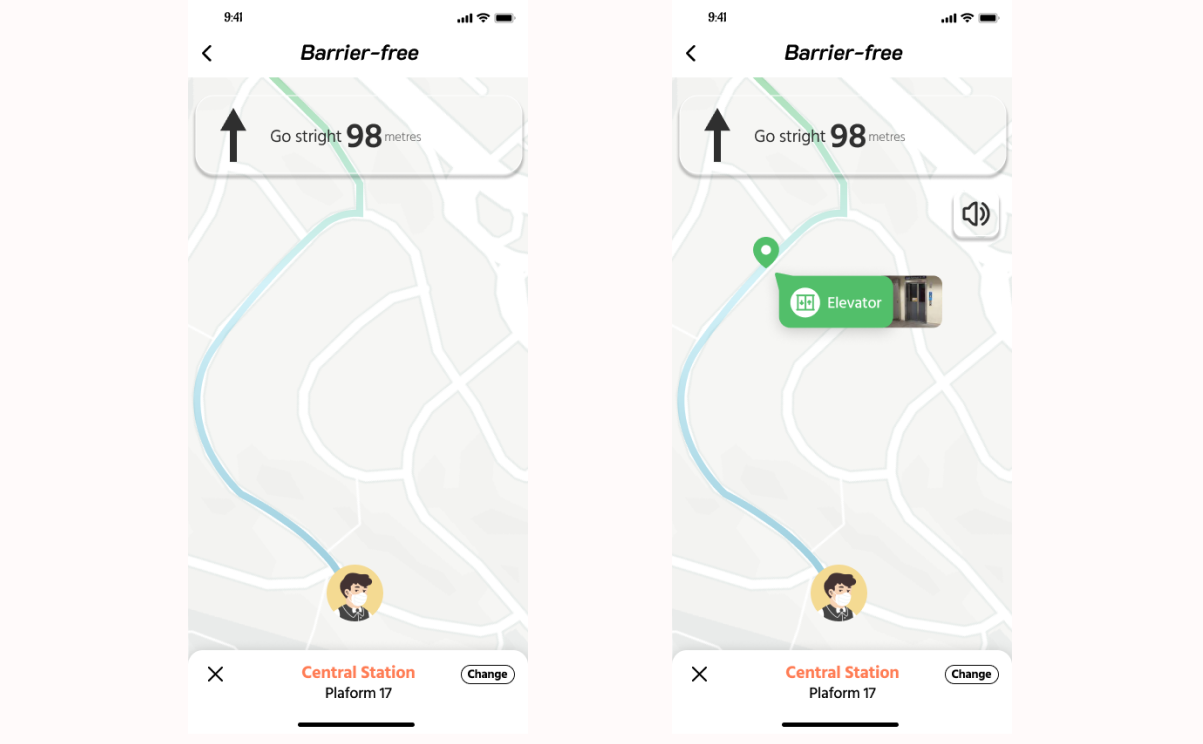 9:41
Barrier-free
Go stright 98 metres
Central Station
Change
Plaform 17
9:41
Barrier-free
Go stright 98 metres
Elevator
Central Station
Change
Plaform 17